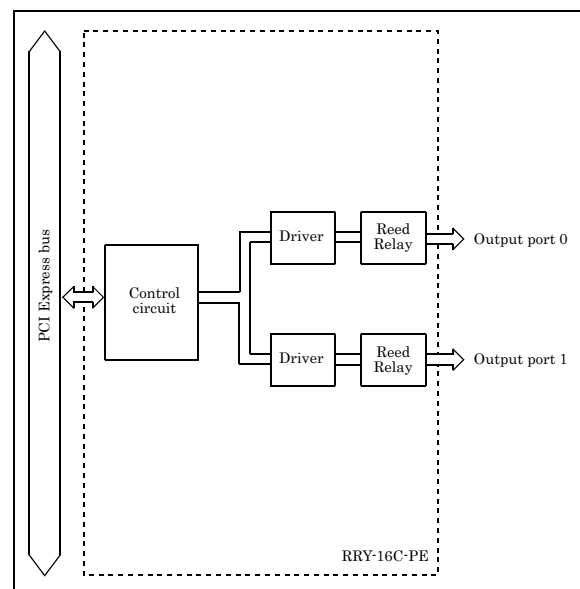 PCI Express bus
Control
circuit
Driver
Reed
Relay
Output port 0
Driver
Reed
Relay
Output port 1
RRY-16C-PE